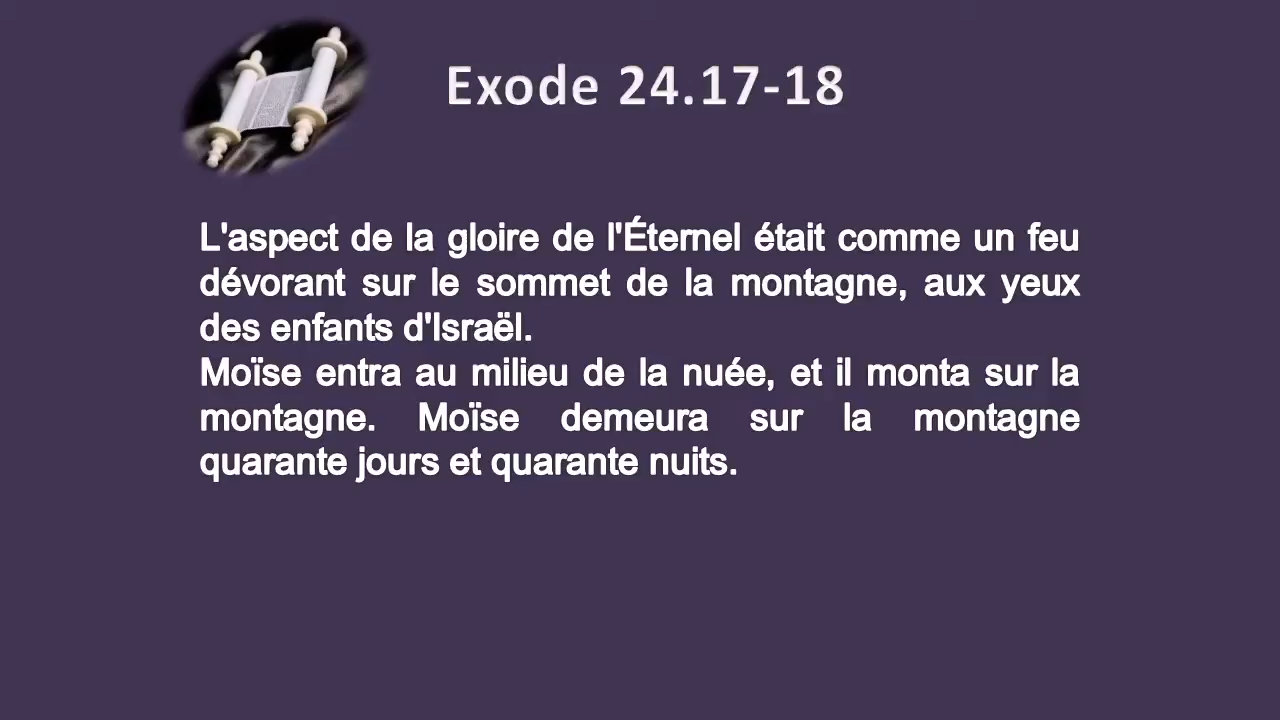 Exode 24.17-18
L'aspect de la gloire de l'Éternel était comme un feu
dévorant sur le sommet de la montagne, aux yeux
des enfants d'Israël.
Moïse entra au milieu de la nuée, et il monta sur la
montagne. Moïse demeura sur la montagne
quarante jours et quarante nuits.